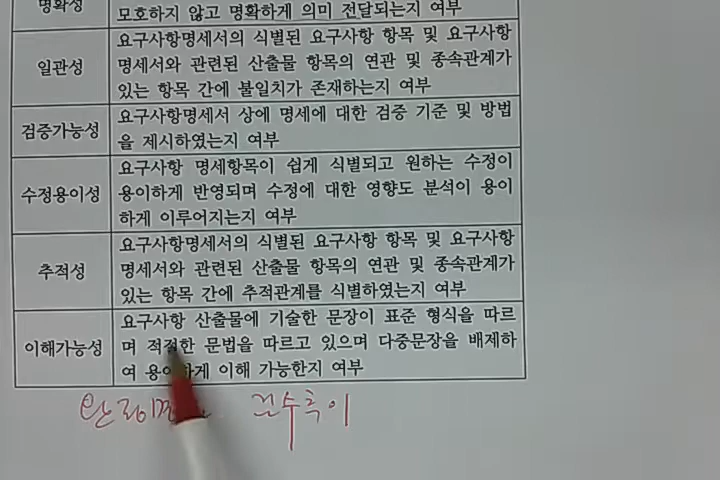 명확성
모호하지 않고 명확하게 의미 전달되는지 여부
일관성
요구사항명세서의 식별된 요구사항 항목 및 요구사항
명세서와 관련된 산출물 항목의 연관 및 종속관계가
있는 항목 간에 불일치가 존재하는지 여부
검증가능성
요구사항명세서 상에 명세에 대한 검증 기준 및 방법
을 제시하였는지 여부
수정용이성
요구사항 명세항목이 쉽게 식별되고 원하는 수정이
용이하게 반영되며 수정에 대한 영향도 분석이 용이
하게 이루어지는지 여부
추적성
요구사항명세서의 식별된 요구사항 항목 및 요구사항
명세서와 관련된 산출물 항목의 연관 및 종속관계가
있는 항목 간에 추적관계를 식별하였는지 여부
이해가능성
요구사항 산출물에 기술한 문장이 표준 형식을 따르
며 적절한 문법을 따르고 있으며 다중문장을 배제하
여 용이하게 이해 가능한지 여부